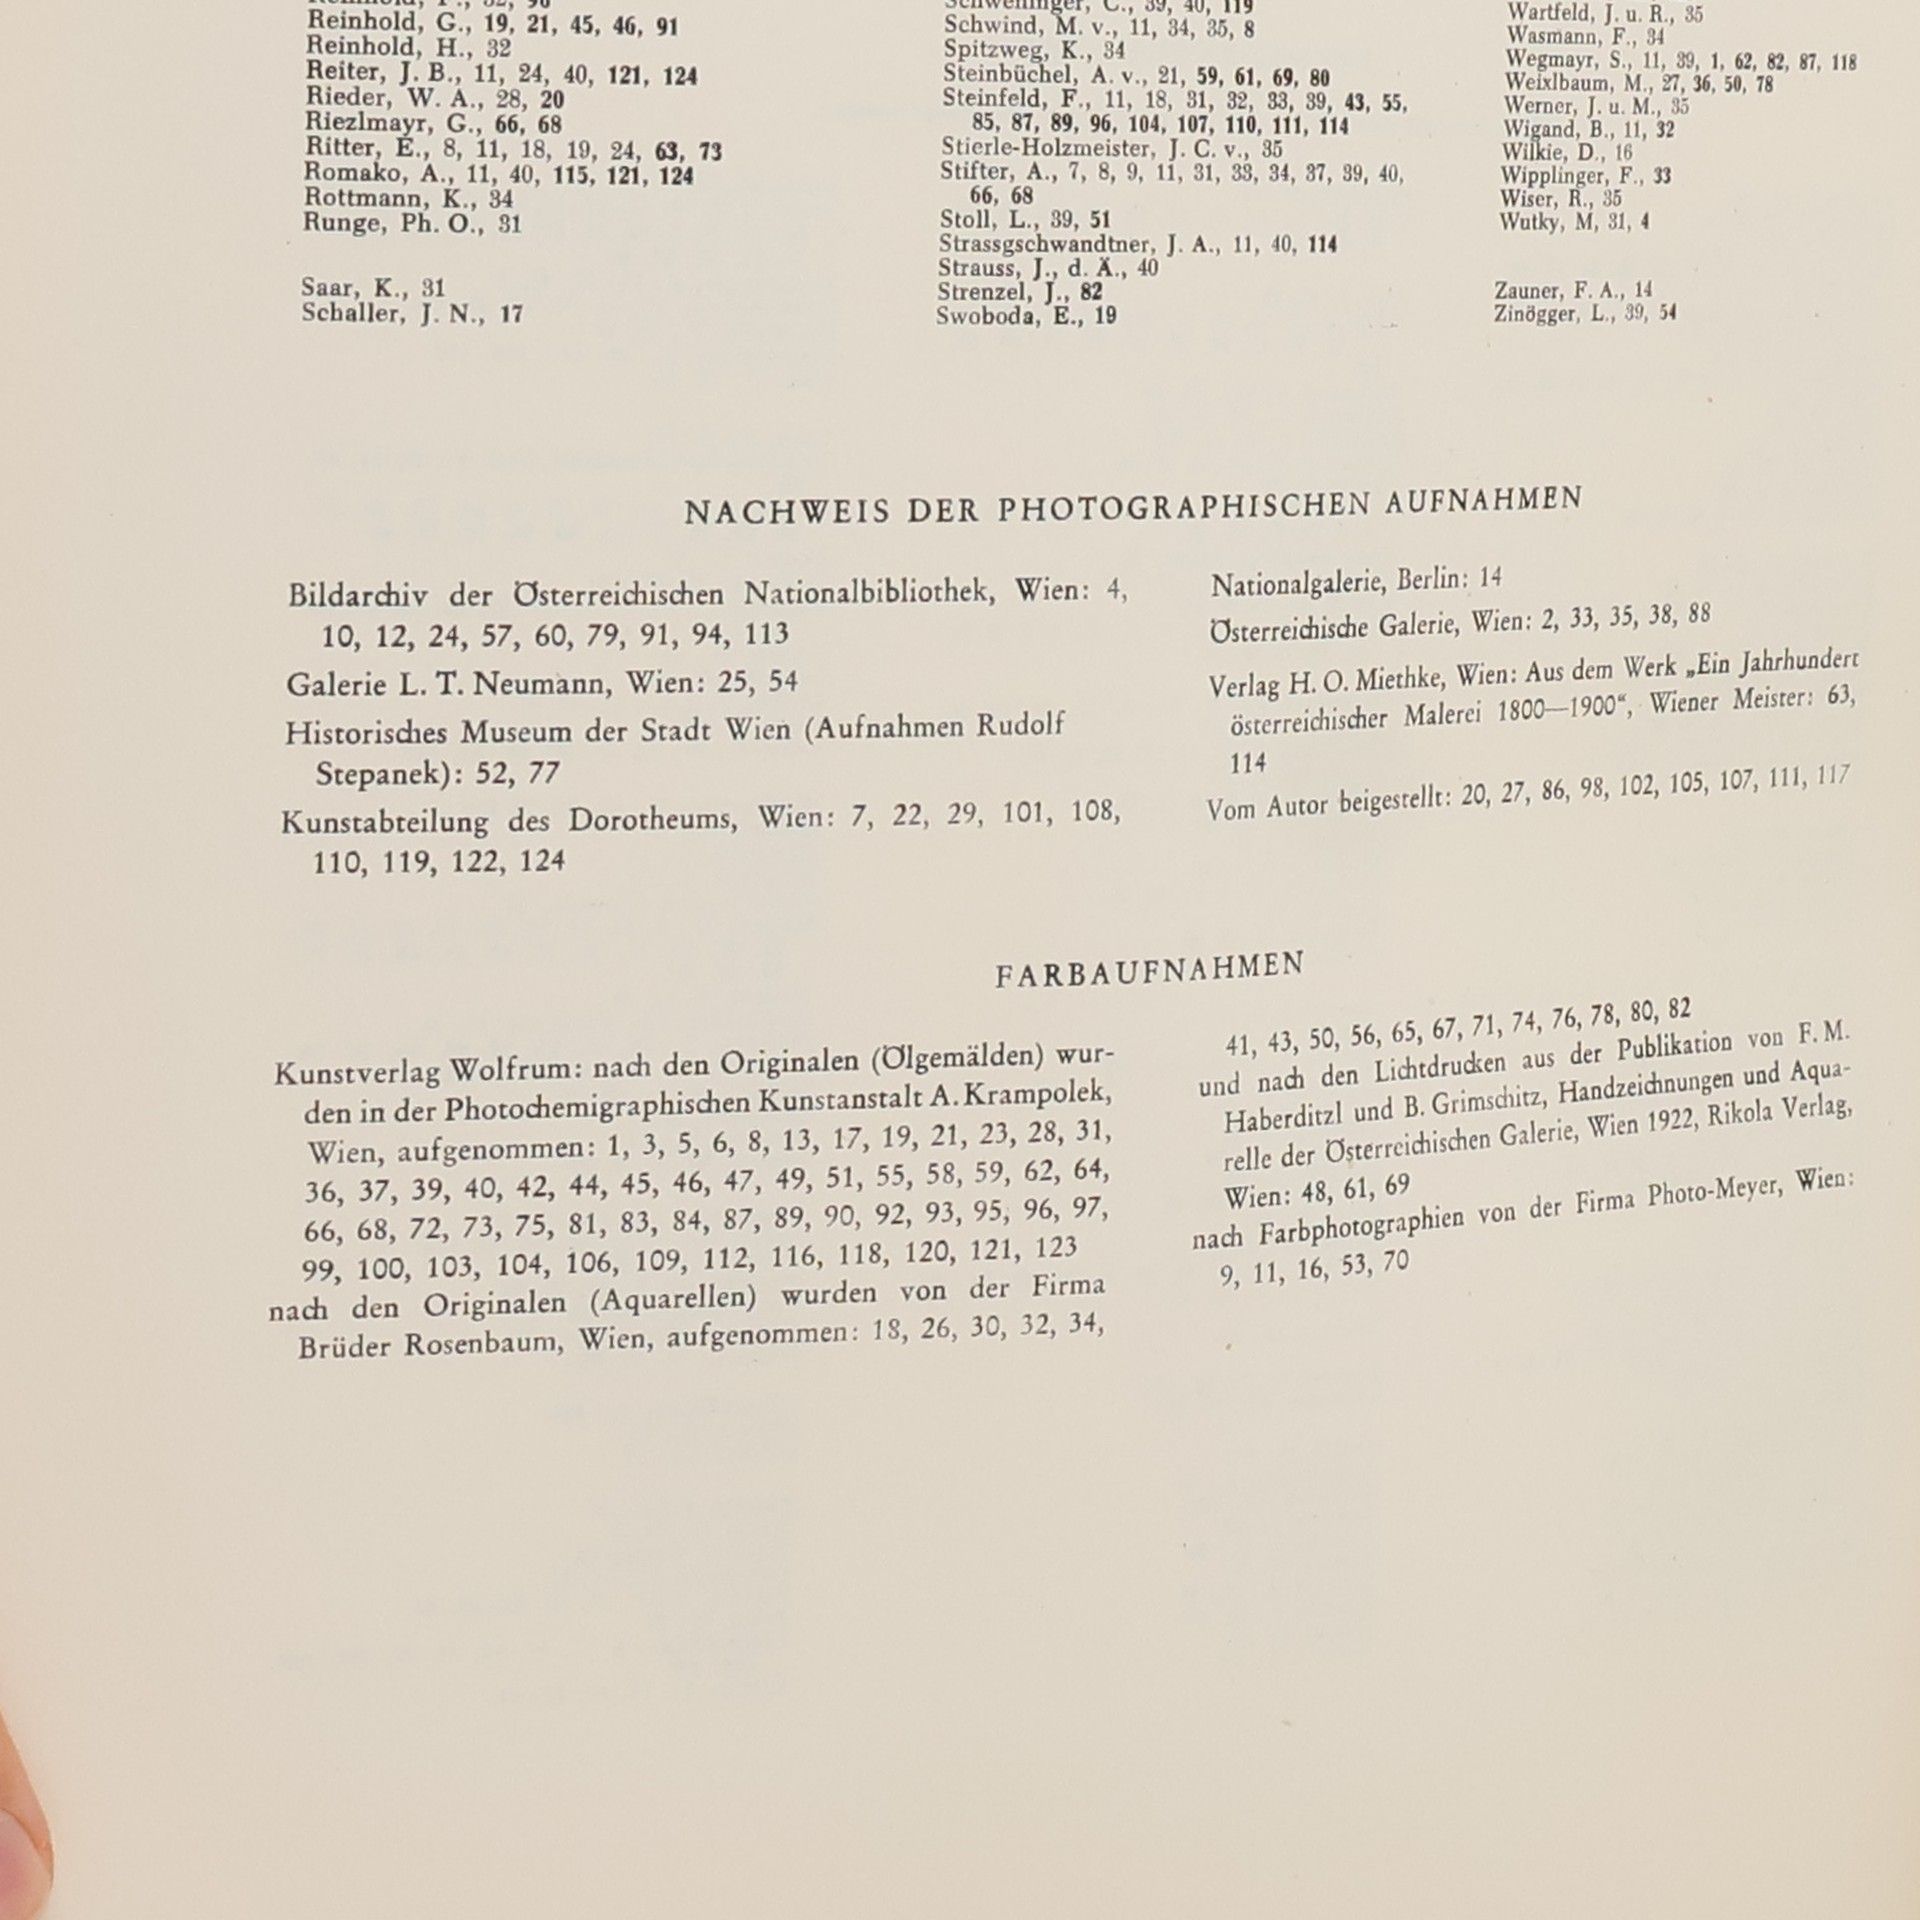 Reinhold, G., 19, 21, 45, 46, 91
Reinhold, H., 32
Reiter, J. B., 11, 24, 40, 121, 124
Rieder, W. A., 28, 20
Riezlmayr, G., 66, 68
Ritter, E., 8, 11, 18, 19, 24, 63, 73
Romako, A., 11, 40, 115, 121, 124
Rottmann, K., 34
Runge, Ph. O., 31
Saar, K., 31
Schaller, J. N., 17
Schweninger, C., 39, 40, 119
Schwind, M. v., 11, 34, 35, 8
Spitzweg, K., 34
Steinbüchel, A. v., 21, 59, 61, 69, 80
Steinfeld, F., 11, 18, 31, 32, 33, 39, 43, 55,
85, 87, 89, 96, 104, 107, 110, 111, 114
Stierle-Holzmeister, J. C. v., 35
Stifter, A., 7, 8, 9, 11, 31, 33, 34, 37, 39, 40,
66, 68
Stoll, L., 39, 51
Strassgschwandtner, J. A., 11, 40, 114
Strauss, J., d. Ä., 40
Strenzel, J., 82
Swoboda, E., 19
Wartfeld, J. u. R., 35
Wasmann, F., 34
Wegmayr, S., 11, 39, 1, 62, 82, 87, 118
Weixlbaum, M., 27, 36, 50, 78
Werner, J. u. M., 35
Wigand, B., 11, 32
Wilkie, D., 16
Wipplinger, F., 33
Wiser, R., 35
Wutky, M, 31, 4
Zauner, F. A., 14
Zinögger, L., 39, 54
NACHWEIS DER PHOTOGRAPHISCHEN AUFNAHMEN
Bildarchiv der Österreichischen Nationalbibliothek, Wien: 4,
10, 12, 24, 57, 60, 79, 91, 94, 113
Galerie L. T. Neumann, Wien: 25, 54
Historisches Museum der Stadt Wien (Aufnahmen Rudolf
Stepanek): 52, 77
Kunstabteilung des Dorotheums, Wien: 7, 22, 29, 101, 108,
110, 119, 122, 124
Nationalgalerie, Berlin: 14
Österreichische Galerie, Wien: 2, 33, 35, 38, 88
Verlag H. O. Miethke, Wien: Aus dem Werk „Ein Jahrhundert
österreichischer Malerei 1800—1900“, Wiener Meister: 63,
114
Vom Autor beigestellt: 20, 27, 86, 98, 102, 105, 107, 111, 117
FARBAUFNAHMEN
Kunstverlag Wolfrum: nach den Originalen (Ölgemälden) wur-
den in der Photochemigraphischen Kunstanstalt A. Krampolek,
Wien, aufgenommen: 1, 3, 5, 6, 8, 13, 17, 19, 21, 23, 28, 31,
36, 37, 39, 40, 42, 44, 45, 46, 47, 49, 51, 55, 58, 59, 62, 64,
66, 68, 72, 73, 75, 81, 83, 84, 87, 89, 90, 92, 93, 95, 96, 97,
99, 100, 103, 104, 106, 109, 112, 116, 118, 120, 121, 123
nach den Originalen (Aquarellen) wurden von der Firma
Brüder Rosenbaum, Wien, aufgenommen: 18, 26, 30, 32, 34,
41, 43, 50, 56, 65, 67, 71, 74, 76, 78, 80, 82
und nach den Lichtdrucken aus der Publikation von F. M.
Haberditzl und B. Grimschitz, Handzeichnungen und Aqua-
relle der Österreichischen Galerie, Wien 1922, Rikola Verlag,
Wien: 48, 61, 69
nach Farbphotographien von der Firma Photo-Meyer, Wien:
9, 11, 16, 53, 70